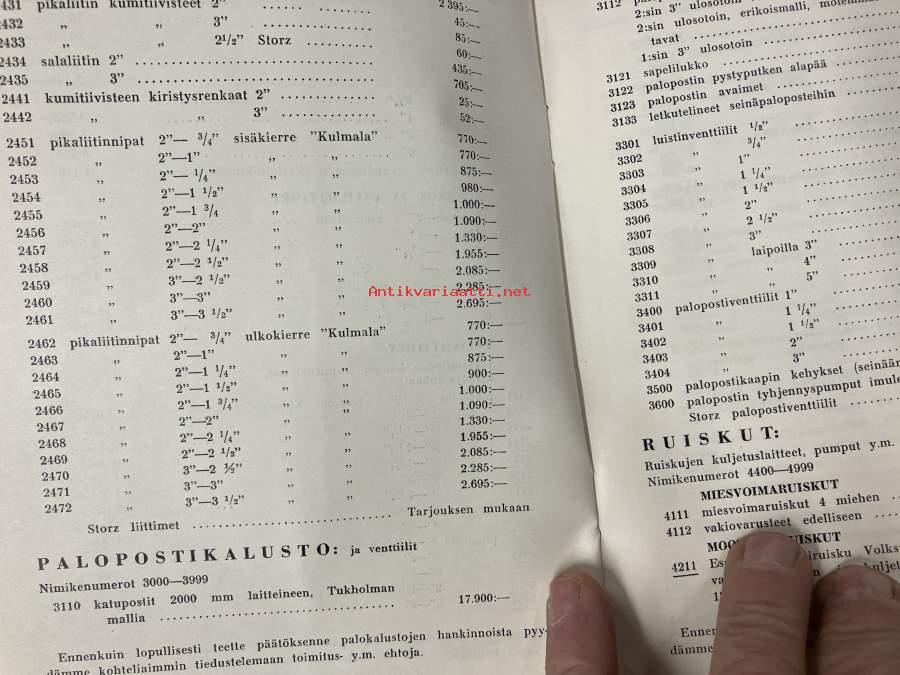 2431 pikaliitin kumitiivisteet 2” 2 395:—
„ „ 3” 45:—
2433 „ „ 2½” Storz 85:—
2434 salaliitin 2” 60:—
2435 „ 3” 435:—
705:—
2441 kumitiivisteen kiristysrenkaat 2” 25:—
2442 „ „ 3” 52:—
2451 pikaliitinnipat 2”— ¾” sisäkierre ”Kulmala” 770:—
2452 „ 2”—1” „ „ 770:—
2453 „ 2”— ¼” „ „ 875:—
2454 „ 2”—1 ½” „ „ 980:—
2455 „ 2”—1 ¾ „ „ 1.000:—
2456 „ 2”—2” „ „ 1.090:—
2457 „ 2”—2 ¼” „ „ 1.330:—
2458 „ 2”—2 ½” „ „ 1.955:—
2459 „ 3”—2 ½” „ „ 2.085:—
2460 „ 3”—3” „ „ 2.285:—
2461 „ 3”—3 ½” „ „ 2.695:—
2462 pikaliitinnipat 2”— ¾” ulkokierre ”Kulmala” 770:—
2463 „ 2”—1” „ „ 770:—
2464 „ 2”—1 ¼” „ „ 875:—
2465 „ 2”—1 ½” „ „ 900:—
2466 „ 2”—1 ¾” „ „ 1.000:—
2467 „ 2”—2” „ „ 1.090:—
2468 „ 2”—2 ¼” „ „ 1.330:—
2469 „ 2”—2 ½” „ „ 1.955:—
2470 „ 3”—2 ½” „ „ 2.085:—
2471 „ 3”—3” „ „ 2.285:—
2472 „ 3”—3 ½” „ „ 2.695:—
Storz liittimet Tarjouksen mukaan
PALOPOSTIKALUSTO: ja venttiilit
Nimikenumerot 3000—3999
3110 katupostit 2000 mm laitteineen, Tukholman
mallia 17.900:—
Ennenkuin lopullisesti teette päätöksenne palokalustojen hankinnoista pyy-
dämme kohteliaimmin tiedustelemaan toimitus- y.m. ehtoja.
3112
2:sin 3” ulosotoin
2:sin ulosotoin, erikoismalli,
tavat
1:sin 3” ulosotoin
3121 sapelilukko
3122 palopostin pystyputken alapää
3123 palopostin avaimet
3133 letkutelineet seinäpaloposteihin
3301 luistinventtiilit ½”
3302 „ ¾”
3303 „ 1”
3304 „ 1 ¼”
3305 „ 1 ½”
3306 „ 2”
3307 „ 2 ½”
3308 „ 3”
3309 „ laipoilla 3”
3310 „ „ 4”
3311 „ „ 5”
3400 palopostiventtiilit 1”
3401 „ 1 ¼”
3402 „ 1 ½”
3403 „ 2”
3404 „ 3”
3500 palopostikaapin kehykset
3600 palopostin tyhjennyspumput
Storz palopostiventtiilit
RUISKUT:
Ruiskujen kuljetuslaitteet, pumput y.m.
Nimikenumerot 4400—4999
MIESVOIMARUISKUT
4111 miesvoimaruiskut 4 miehen
4112 vakiovarusteet edelliseen
4211
Antikvariaatti.net